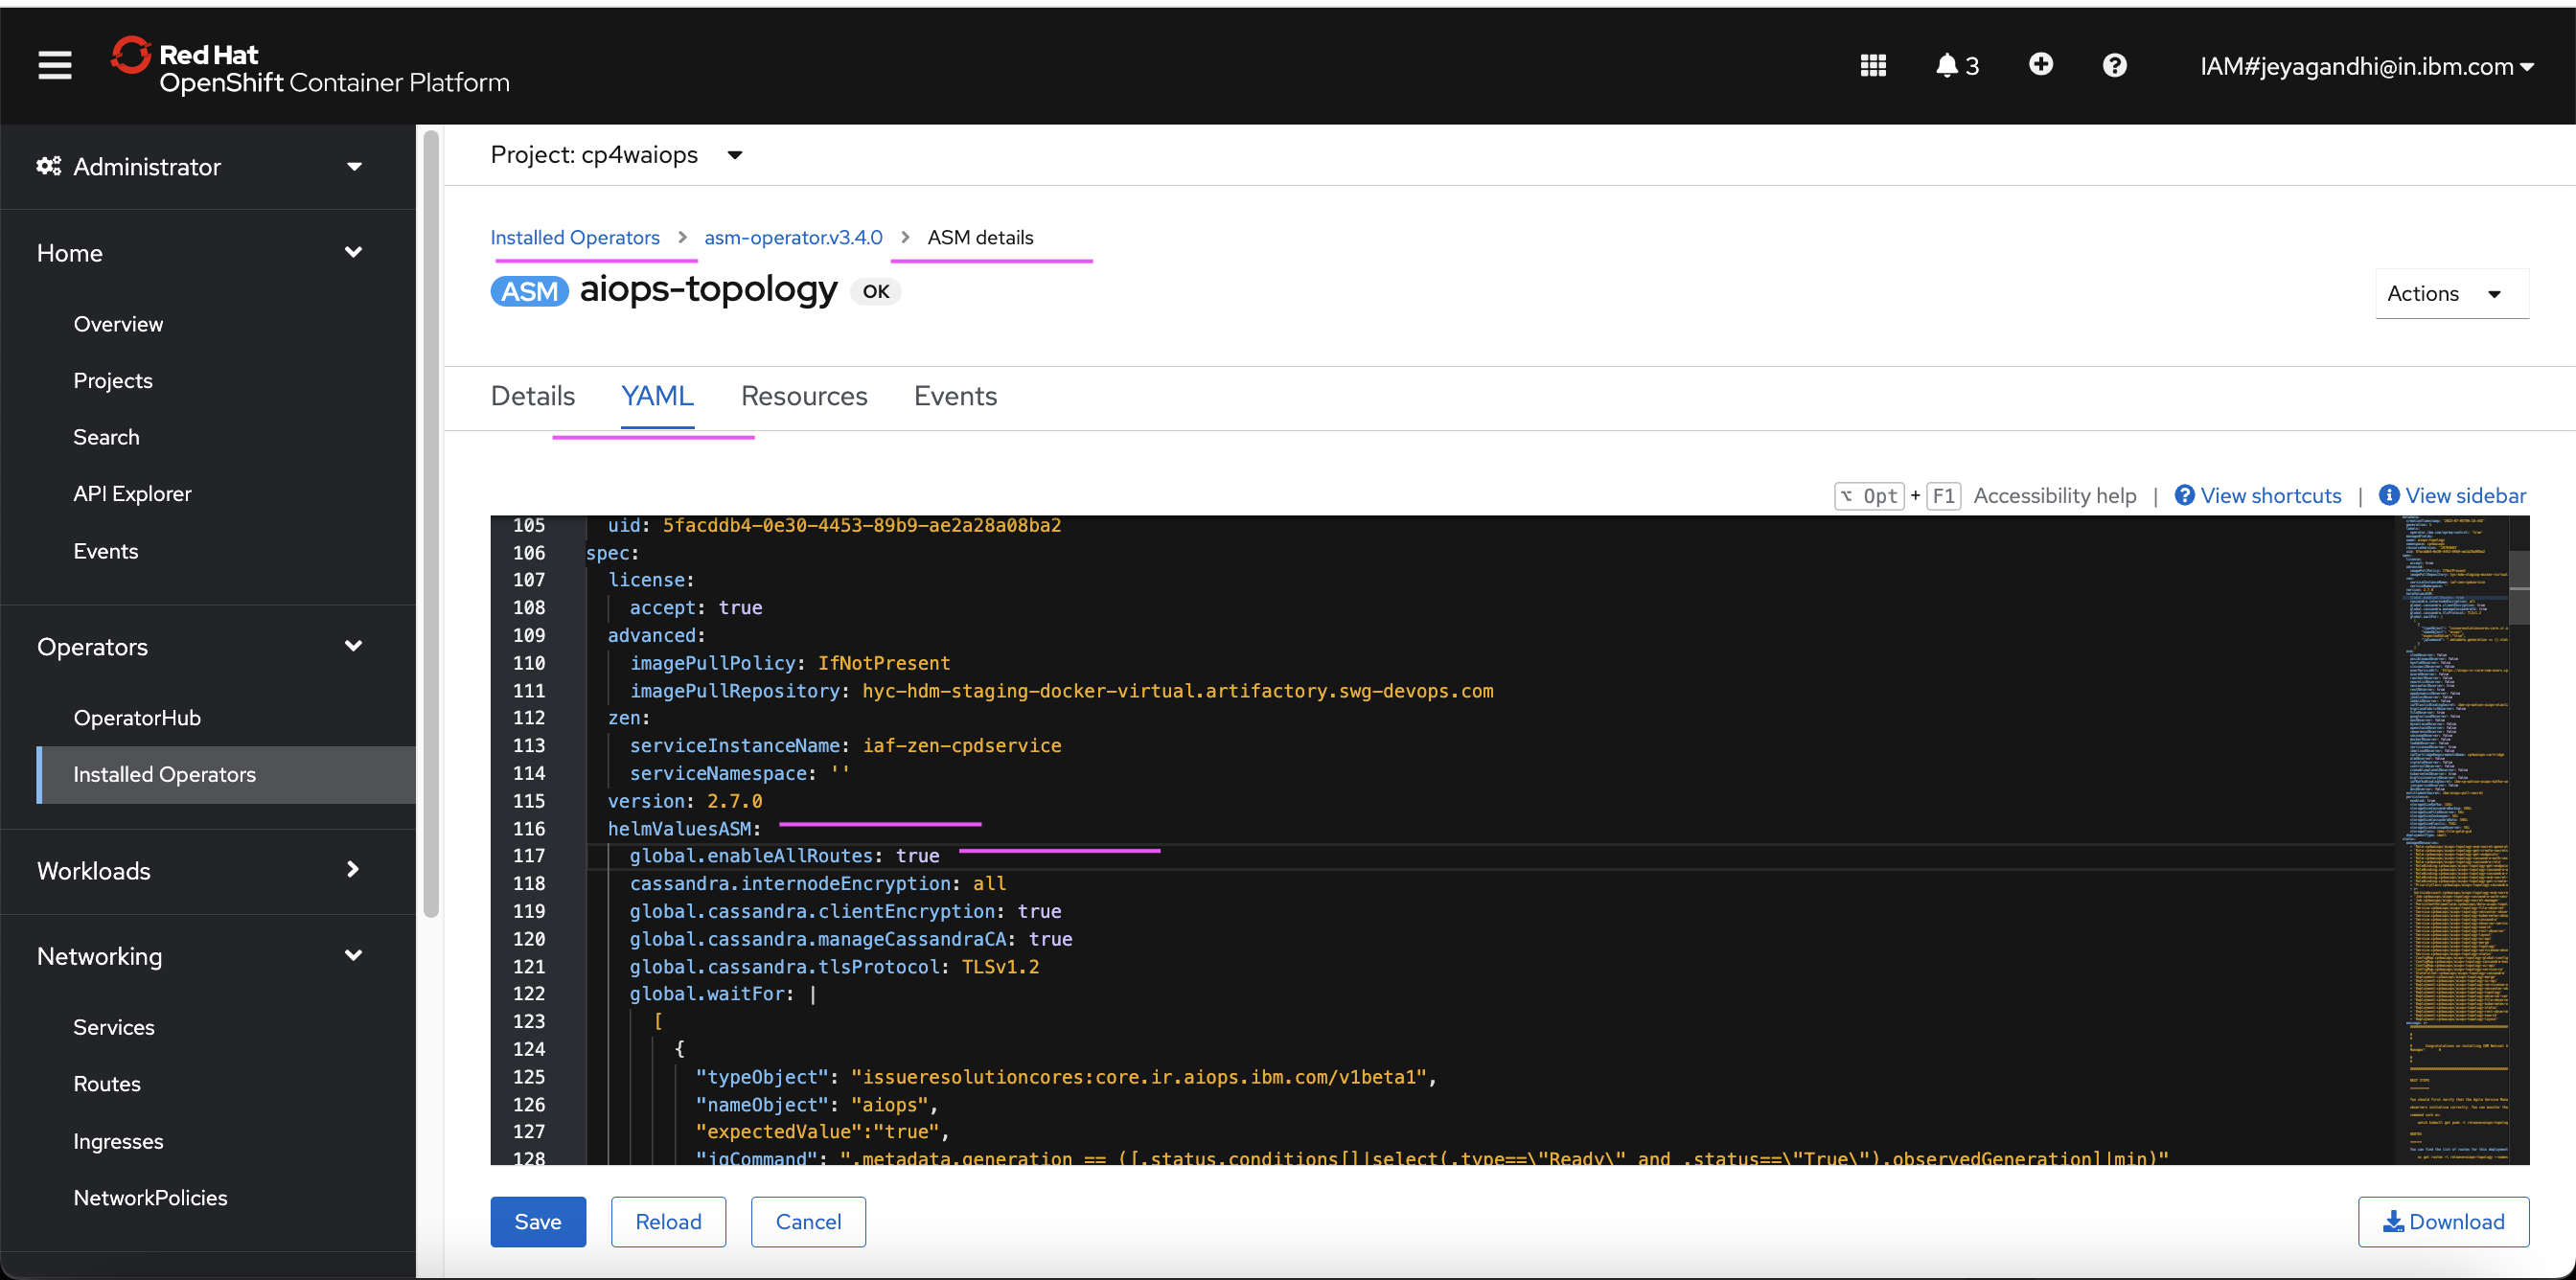 Red Hat
OpenShift Container Platform
3
IAM#jeyagandhi@in.ibm.com
Administrator
Home
Overview
Projects
Search
API Explorer
Events
Operators
OperatorHub
Installed Operators
Workloads
Networking
Services
Routes
Ingresses
NetworkPolicies
Project: cp4waiops
Installed Operators > asm-operator.v3.4.0 > ASM details
ASM aiops-topology OK
Actions
Details YAML Resources Events
⌥ Opt + F1 Accessibility help | View shortcuts | View sidebar
105 uid: 5facddb4-0e30-4453-89b9-ae2a28a08ba2
106 spec:
107 license:
108 accept: true
109 advanced:
110 imagePullPolicy: IfNotPresent
111 imagePullRepository: hyc-hdm-staging-docker-virtual.artifactory.swg-devops.com
112 zen:
113 serviceInstanceName: iaf-zen-cpdservice
114 serviceNamespace: ''
115 version: 2.7.0
116 helmValuesASM:
117 global.enableAllRoutes: true
118 cassandra.internodeEncryption: all
119 global.cassandra.clientEncryption: true
120 global.cassandra.manageCassandraCA: true
121 global.cassandra.tlsProtocol: TLSv1.2
122 global.waitFor: |
123 [
124 {
125 "typeObject": "issueresolutioncores:core.ir.aiops.ibm.com/v1beta1",
126 "nameObject": "aiops",
127 "expectedValue":"true",
128 "jqCommand": ".metadata.generation == ([.status.conditions[]|select(.type==\"Ready\" and .status==\"True\").observedGeneration]|min)"
Save Reload Cancel
Download